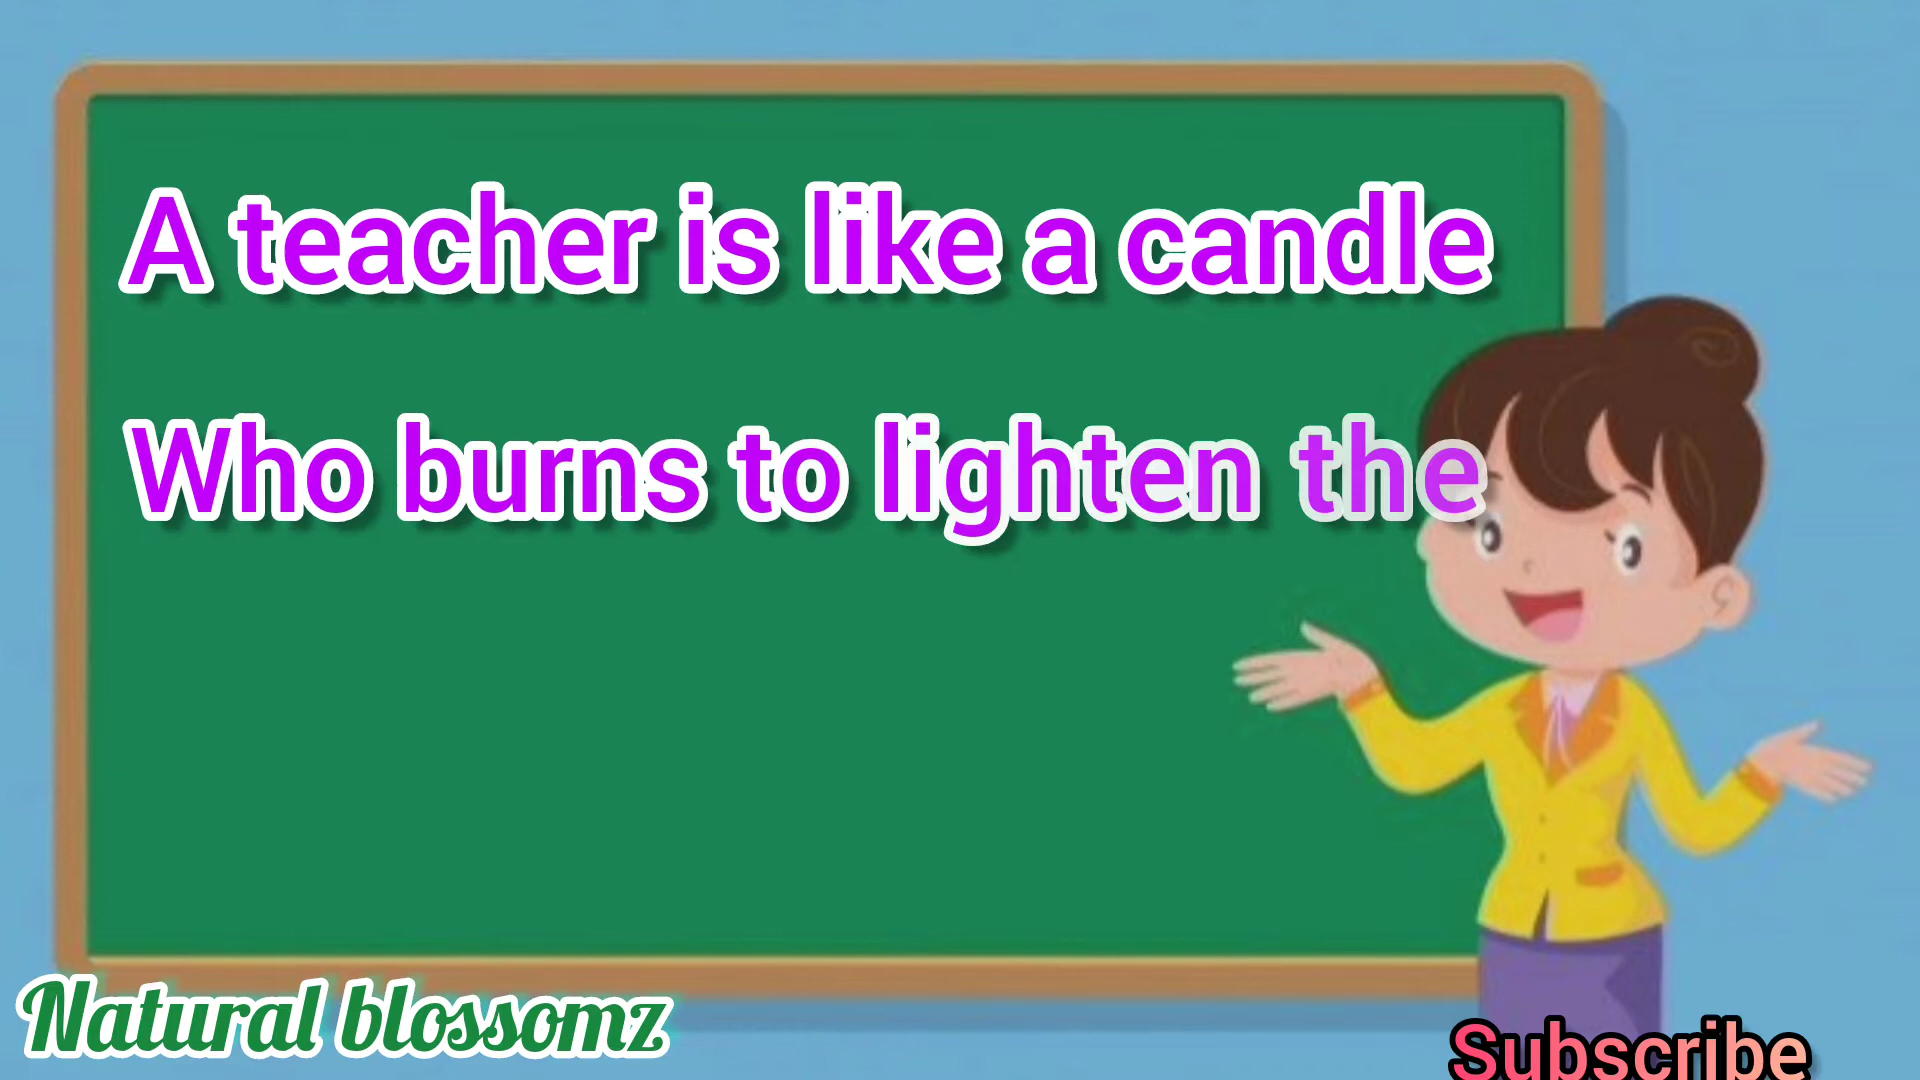 A teacher is like a candle
Who burns to lighten the
Natural blossomz
Subscribe